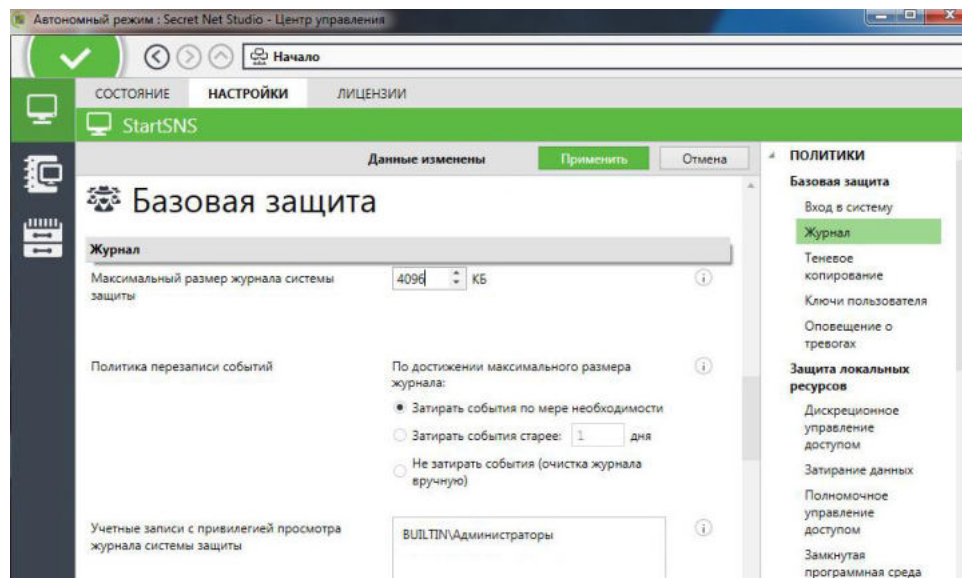 Автономный режим : Secret Net Studio - Центр управления
Начало
СОСТОЯНИЕ НАСТРОЙКИ ЛИЦЕНЗИИ
StartSNS
Данные изменены Применить Отмена
Базовая защита
Журнал
Максимальный размер журнала системы
защиты
4096 КБ
Политика перезаписи событий
По достижении максимального размера
журнала:
Затирать события по мере необходимости
Затирать события старее: 1 дня
Не затирать события (очистка журнала
вручную)
Учетные записи с привилегией просмотра
журнала системы защиты
BUILTIN\Администраторы
ПОЛИТИКИ
Базовая защита
Вход в систему
Журнал
Теневое
копирование
Ключи пользователя
Оповещение о
тревогах
Защита локальных
ресурсов
Дискреционное
управление
доступом
Затирание данных
Полномочное
управление
доступом
Замкнутая
программная среда